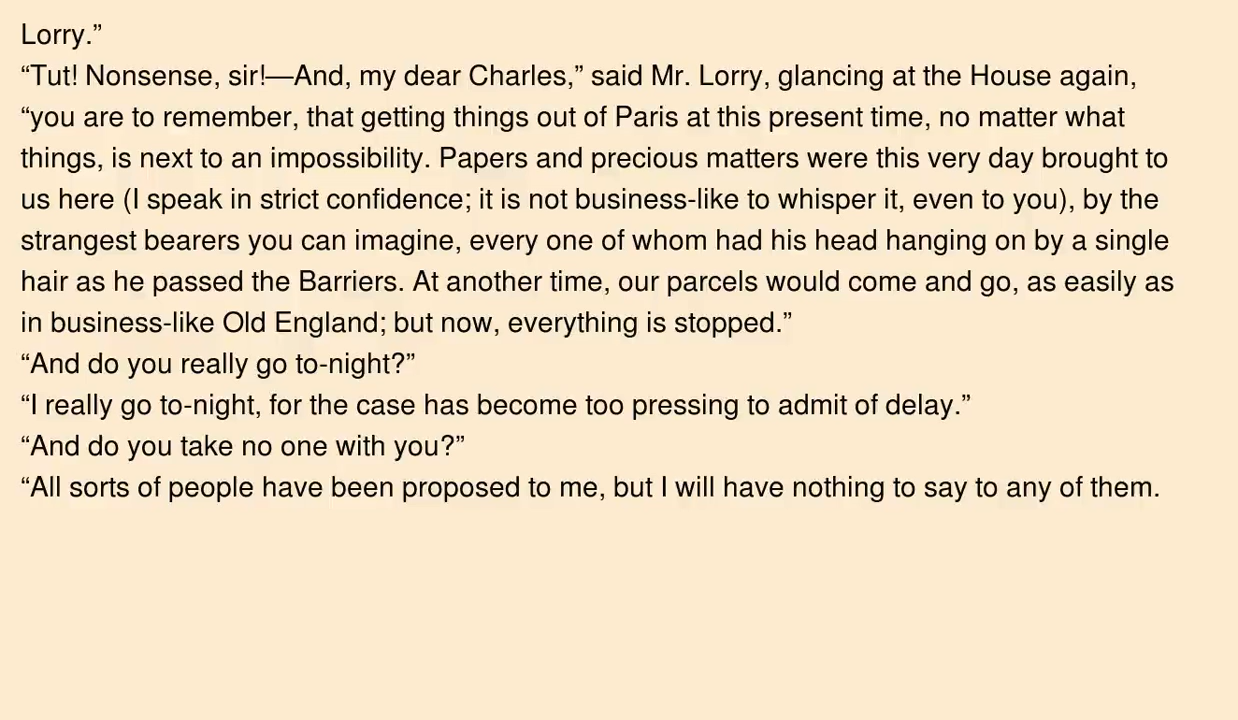 Lorry.”
“Tut! Nonsense, sir!—And, my dear Charles,” said Mr. Lorry, glancing at the House again,
“you are to remember, that getting things out of Paris at this present time, no matter what
things, is next to an impossibility. Papers and precious matters were this very day brought to
us here (I speak in strict confidence; it is not business-like to whisper it, even to you), by the
strangest bearers you can imagine, every one of whom had his head hanging on by a single
hair as he passed the Barriers. At another time, our parcels would come and go, as easily as
in business-like Old England; but now, everything is stopped.”
“And do you really go to-night?”
“I really go to-night, for the case has become too pressing to admit of delay.”
“And do you take no one with you?”
“All sorts of people have been proposed to me, but I will have nothing to say to any of them.